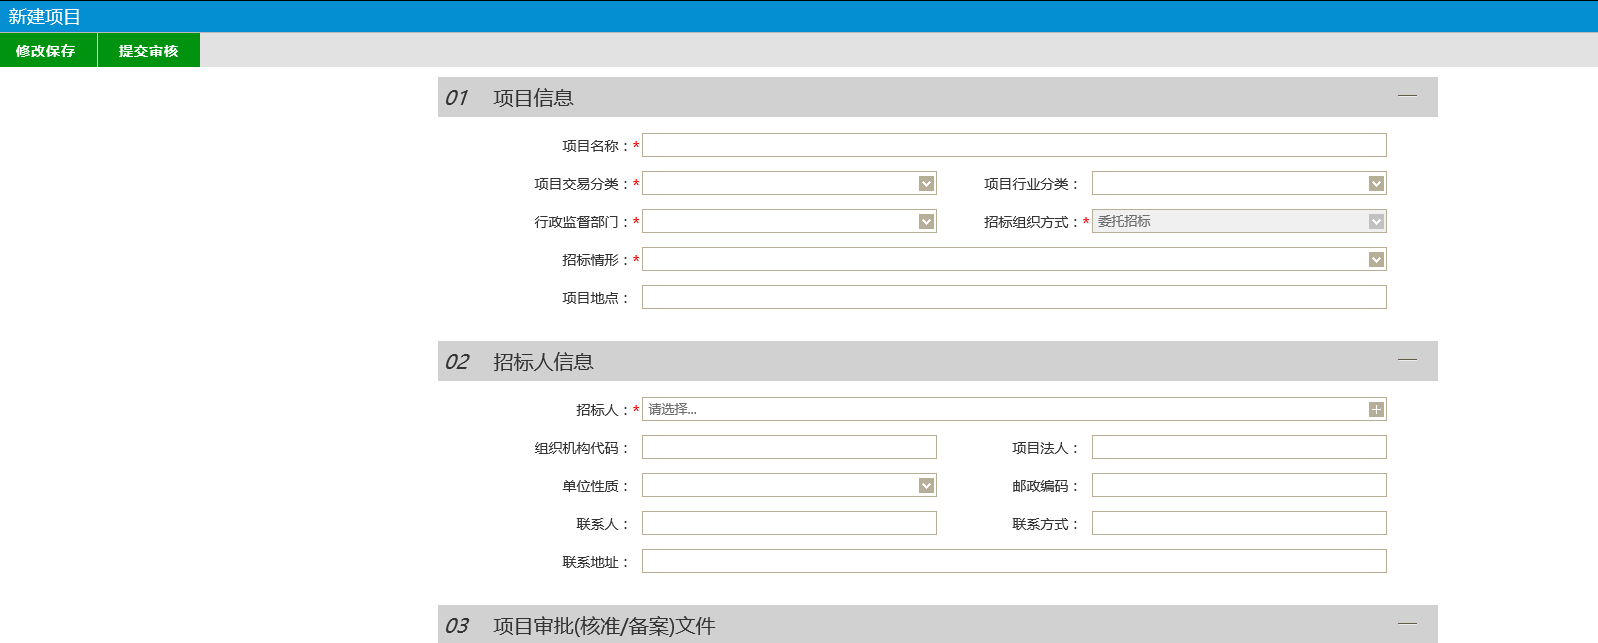 新建项目
修改保存 提交审核
01 项目信息
项目名称：*
项目交易分类：* 项目行业分类：
行政监督部门：* 招标组织方式：* 委托招标
招标情形：*
项目地点：
02 招标人信息
招标人：* 请选择...
组织机构代码： 项目法人：
单位性质： 邮政编码：
联系人： 联系方式：
联系地址：
03 项目审批(核准/备案)文件